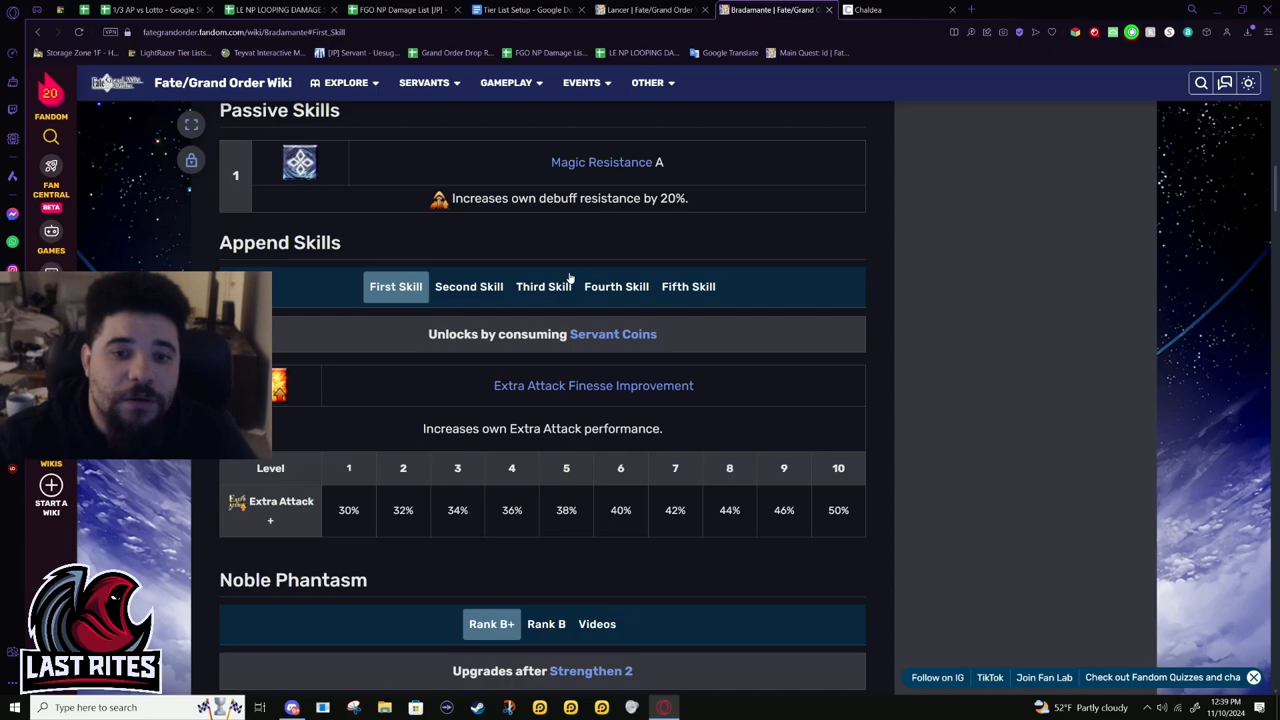 1/3 AP vs Lotto - Google S
LE NP LOOPING DAMAGE
FGO NP Damage List [JP]
Tier List Setup - Google Do
Lancer | Fate/Grand Order
Bradamante | Fate/Grand O
Chaldea
VPN
fategrandorder.fandom.com/wiki/Bradamante#First_Skill
Storage Zone 1F - H...
LightRazer Tier Lists...
Teyvat Interactive M...
[JP] Servant - Uesug...
Grand Order Drop R...
FGO NP Damage Lis...
LE NP LOOPING DA...
Google Translate
Main Quest: Id | Fat...
20
FANDOM
Fate/Grand Order Wiki
EXPLORE
SERVANTS
GAMEPLAY
EVENTS
OTHER
FAN
CENTRAL
BETA
GAMES
WIKIS
START A
WIKI
Passive Skills
1
Magic Resistance A
Increases own debuff resistance by 20%.
Append Skills
First Skill Second Skill Third Skill Fourth Skill Fifth Skill
Unlocks by consuming Servant Coins
Extra Attack Finesse Improvement
Increases own Extra Attack performance.
Level 1 2 3 4 5 6 7 8 9 10
Extra Attack + 30% 32% 34% 36% 38% 40% 42% 44% 46% 50%
Noble Phantasm
Rank B+ Rank B Videos
Upgrades after Strengthen 2
LAST RITES
Follow on IG TikTok Join Fan Lab Check out Fandom Quizzes and cha
Type here to search
52°F Partly cloudy
12:39 PM
11/10/2024